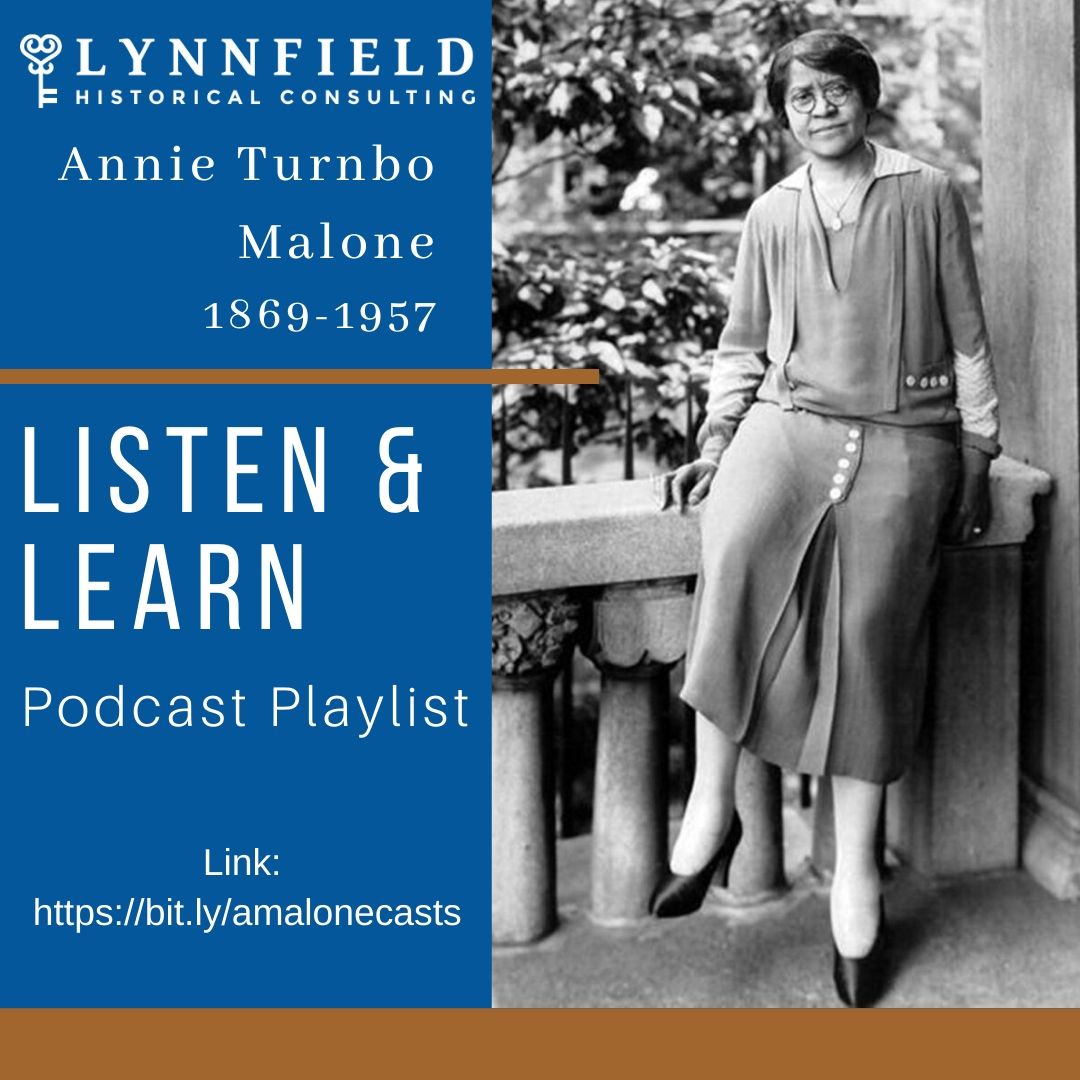 LYNNFIELD
HISTORICAL CONSULTING
Annie Turnbo
Malone
1869-1957
LISTEN &
LEARN
Podcast Playlist
Link:
https://bit.ly/amalonecasts